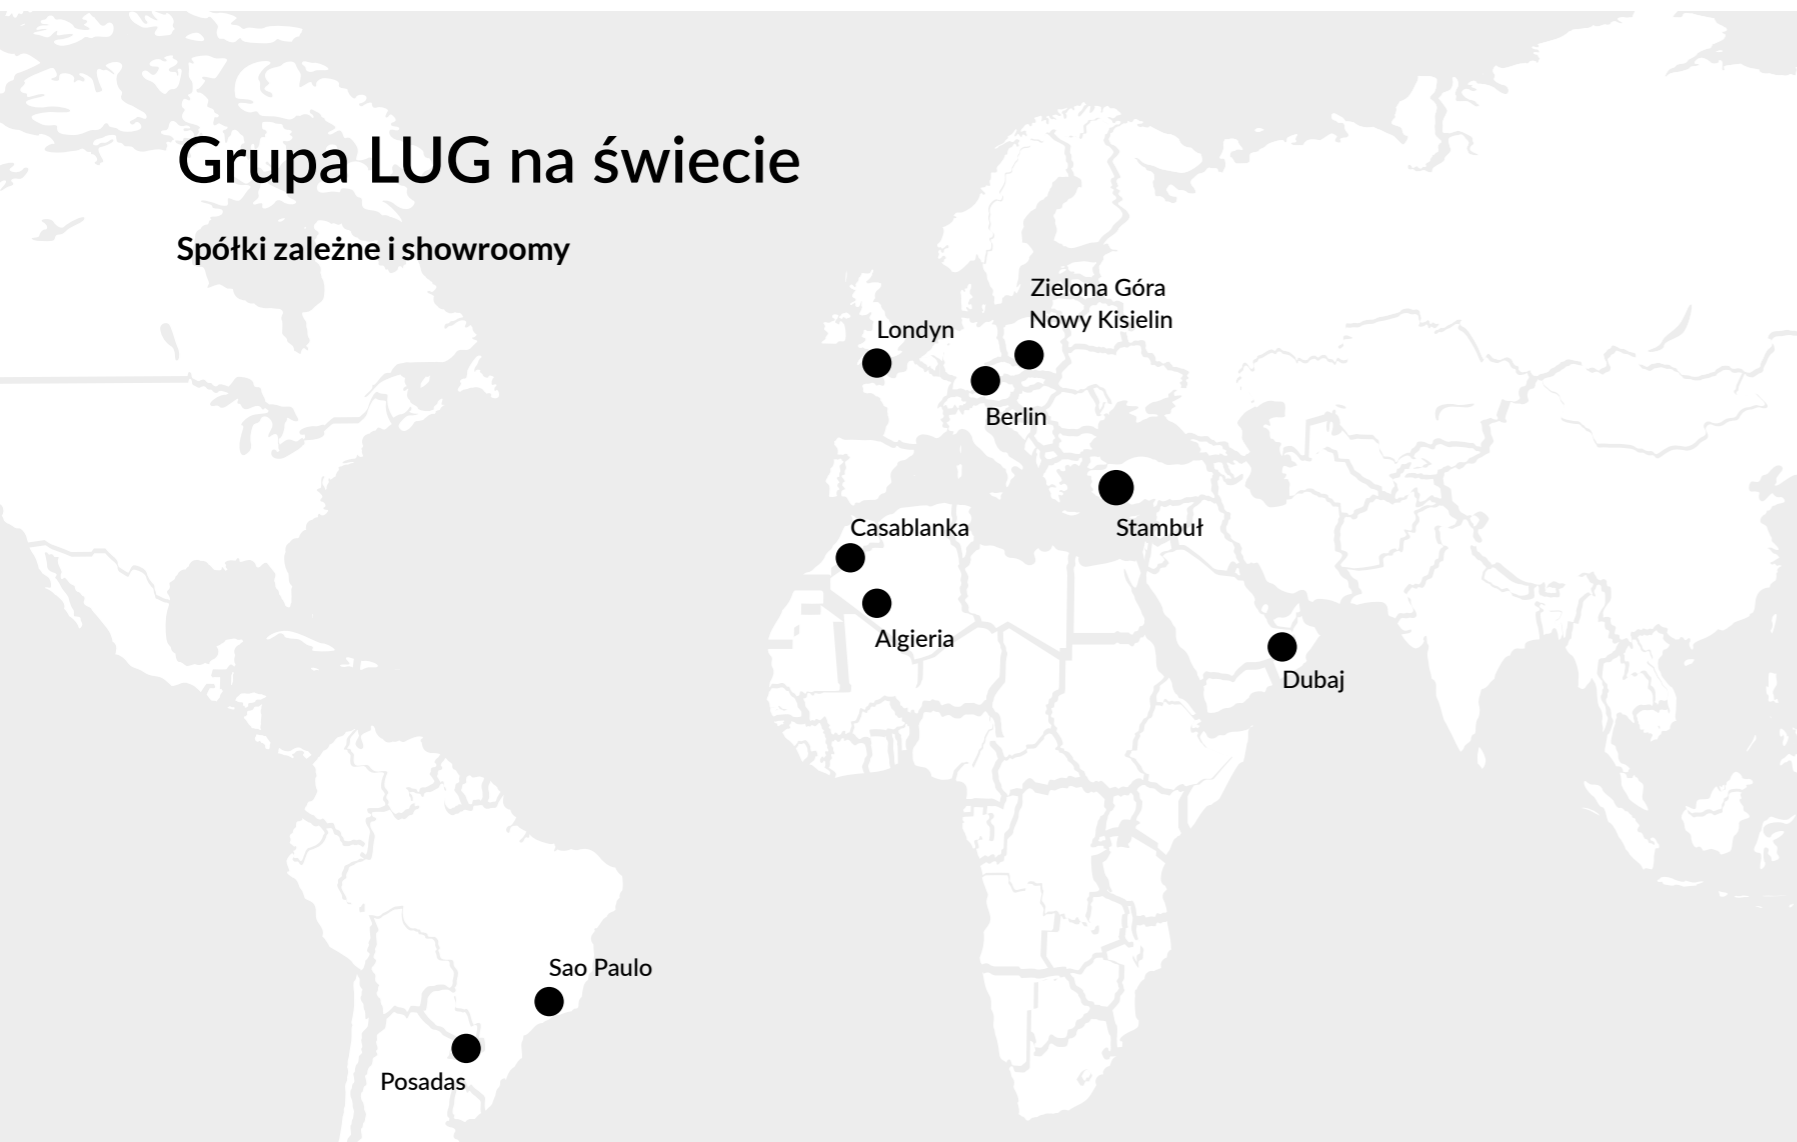 Grupa LUG na świecie
Spółki zależne i showroomy
Zielona Góra
Nowy Kisielin
Londyn
Berlin
Stambuł
Casablanka
Algieria
Dubaj
Sao Paulo
Posadas